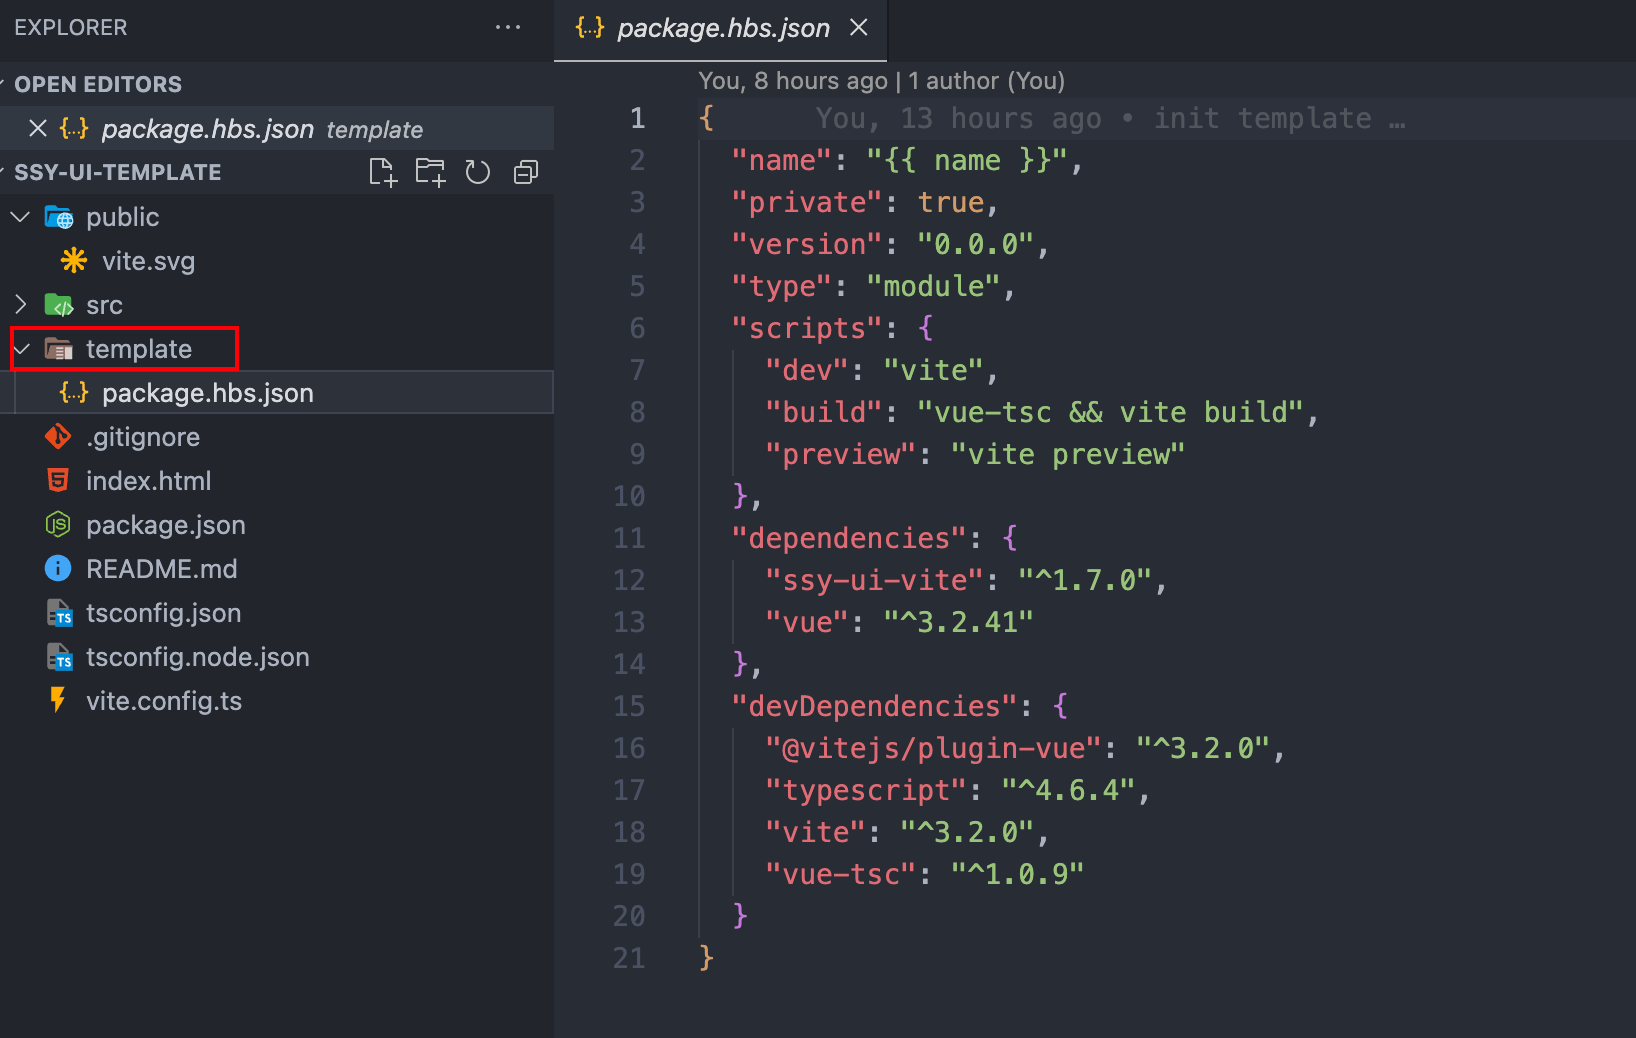 EXPLORER
OPEN EDITORS
package.hbs.json template
SSY-UI-TEMPLATE
public
vite.svg
src
template
package.hbs.json
.gitignore
index.html
package.json
README.md
tsconfig.json
tsconfig.node.json
vite.config.ts
package.hbs.json
You, 8 hours ago | 1 author (You)
1 { You, 13 hours ago • init template …
2 "name": "{{ name }}",
3 "private": true,
4 "version": "0.0.0",
5 "type": "module",
6 "scripts": {
7 "dev": "vite",
8 "build": "vue-tsc && vite build",
9 "preview": "vite preview"
10 },
11 "dependencies": {
12 "ssy-ui-vite": "^1.7.0",
13 "vue": "^3.2.41"
14 },
15 "devDependencies": {
16 "@vitejs/plugin-vue": "^3.2.0",
17 "typescript": "^4.6.4",
18 "vite": "^3.2.0",
19 "vue-tsc": "^1.0.9"
20 }
21 }